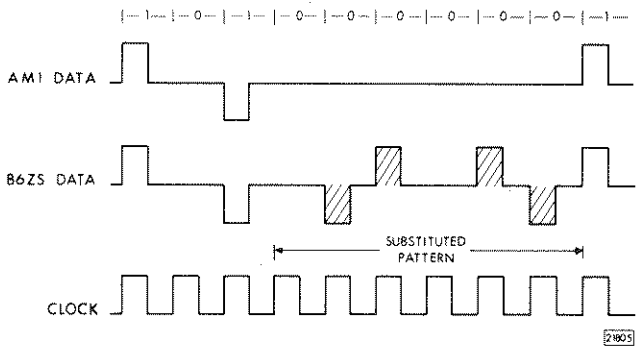 |—1—|—0—|—1—|—0—|—0—|—0—|—0—|—0—|—0—|—1—
AMI DATA
B6ZS DATA
SUBSTITUTED
PATTERN
CLOCK
21805